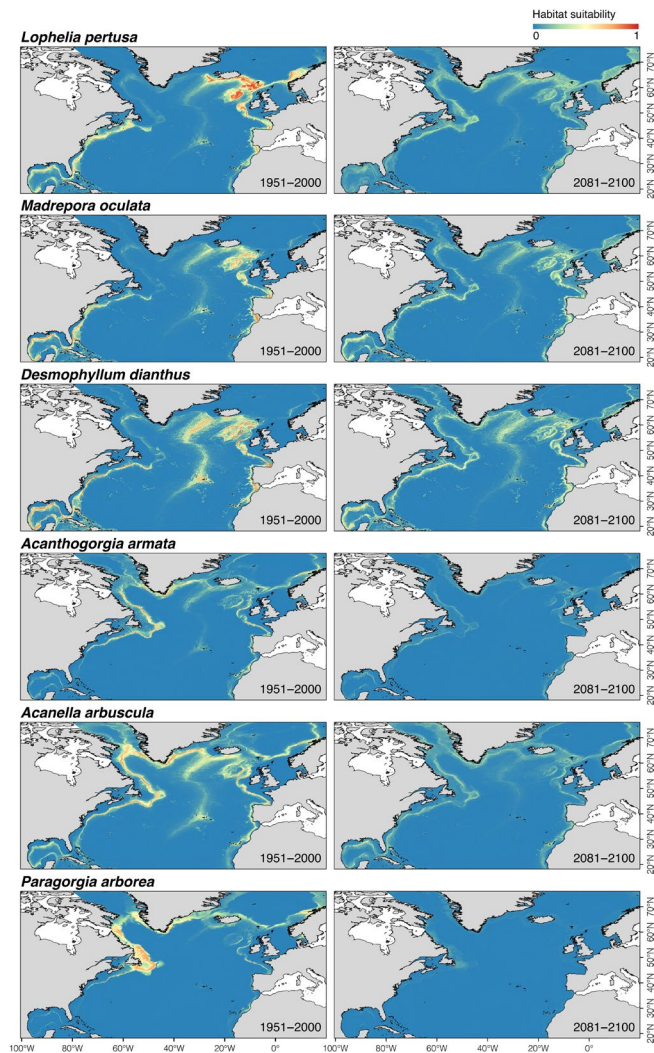 Habitat suitability
0 1
Lophelia pertusa
1951–2000
2081–2100
70°N
60°N
50°N
40°N
30°N
20°N
Madrepora oculata
1951–2000
2081–2100
70°N
60°N
50°N
40°N
30°N
20°N
Desmophyllum dianthus
1951–2000
2081–2100
70°N
60°N
50°N
40°N
30°N
20°N
Acanthogorgia armata
1951–2000
2081–2100
70°N
60°N
50°N
40°N
30°N
20°N
Acanella arbuscula
1951–2000
2081–2100
70°N
60°N
50°N
40°N
30°N
20°N
Paragorgia arborea
1951–2000
2081–2100
70°N
60°N
50°N
40°N
30°N
20°N
100°W 80°W 60°W 40°W 20°W 0° 100°W 80°W 60°W 40°W 20°W 0°